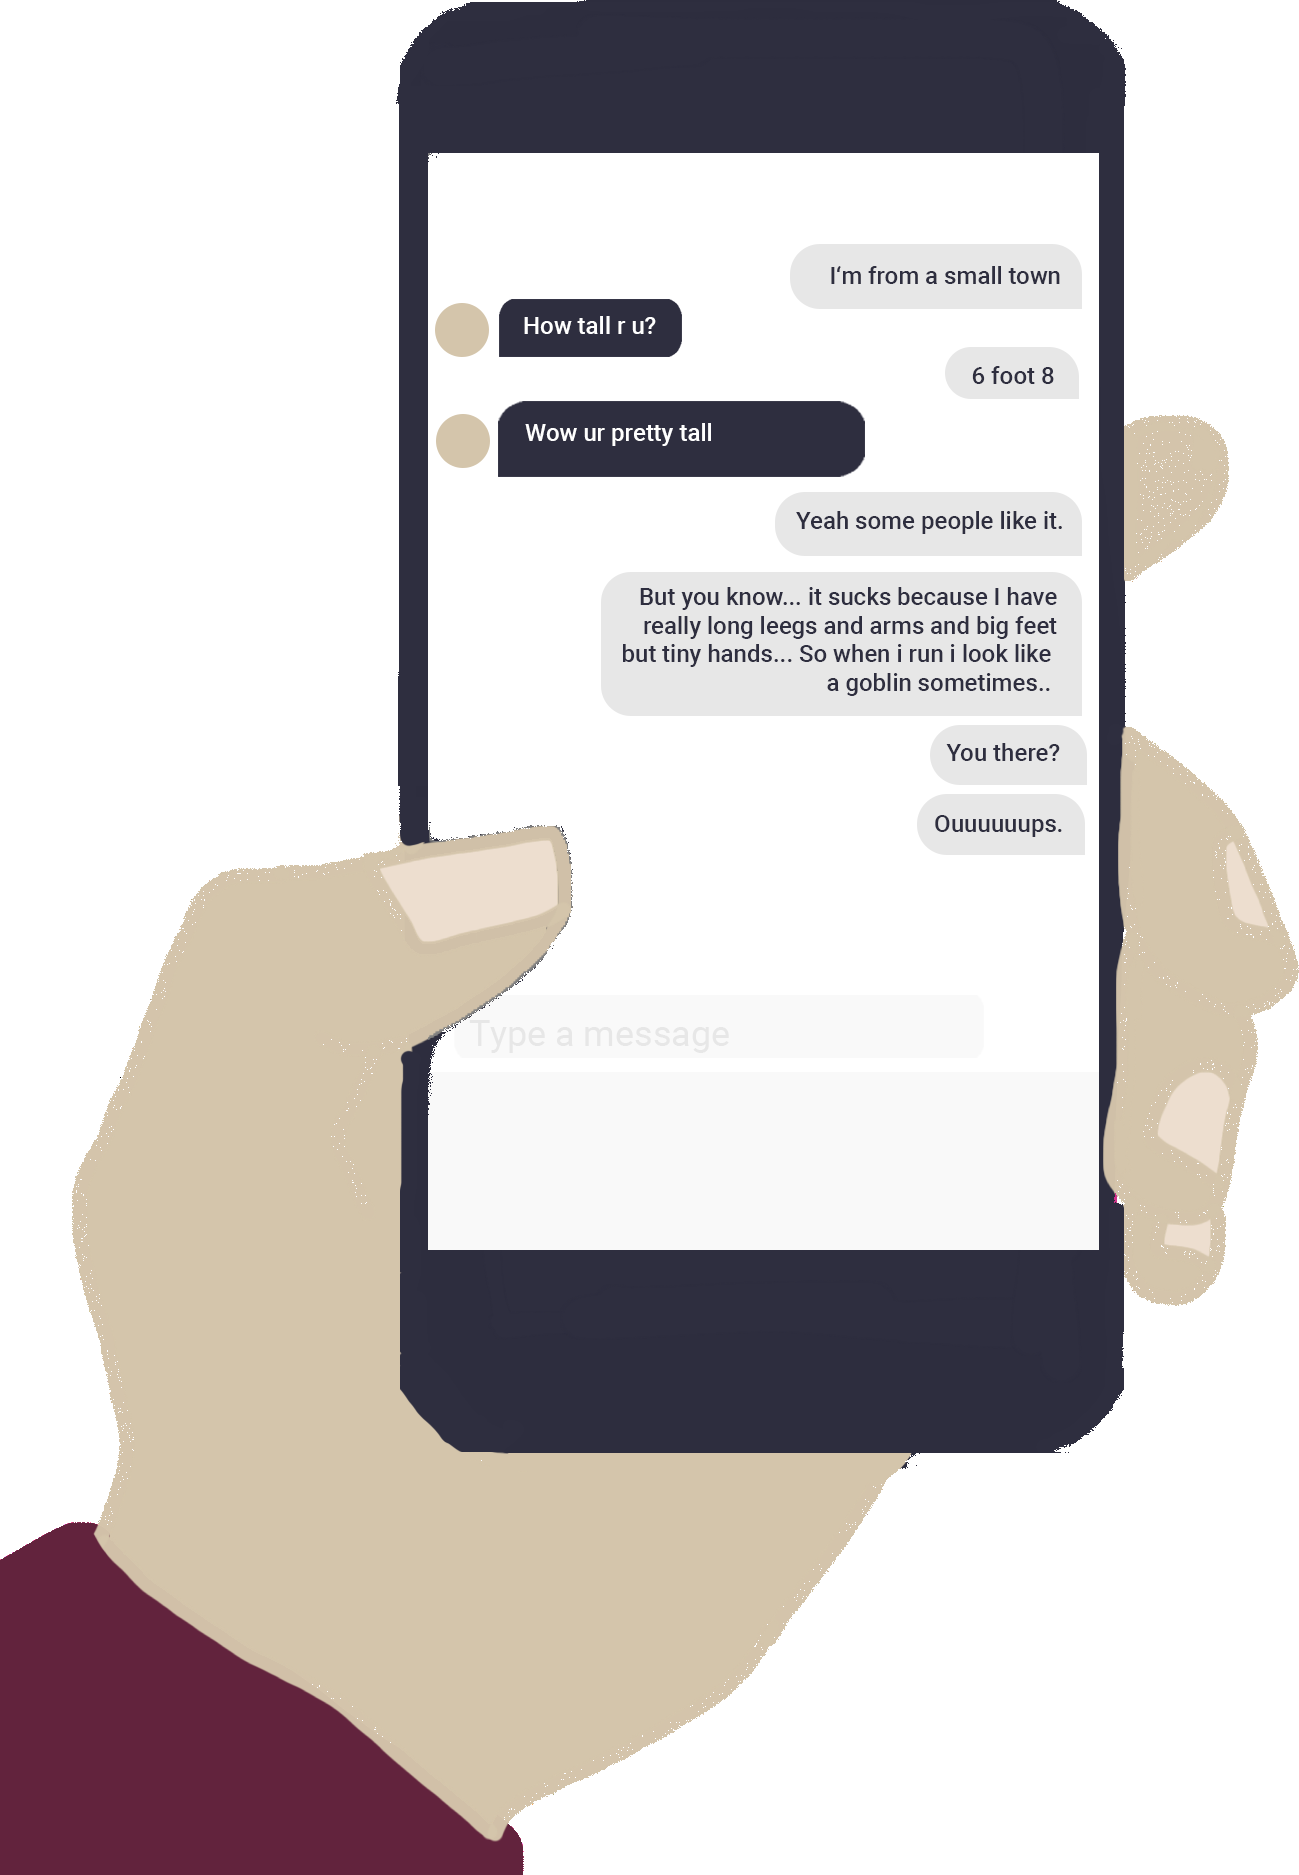 I‘m from a small town
How tall r u?
6 foot 8
Wow ur pretty tall
Yeah some people like it.
But you know... it sucks because I have
really long leegs and arms and big feet
but tiny hands... So when i run i look like
a goblin sometimes..
You there?
Ouuuuuups.
Type a message